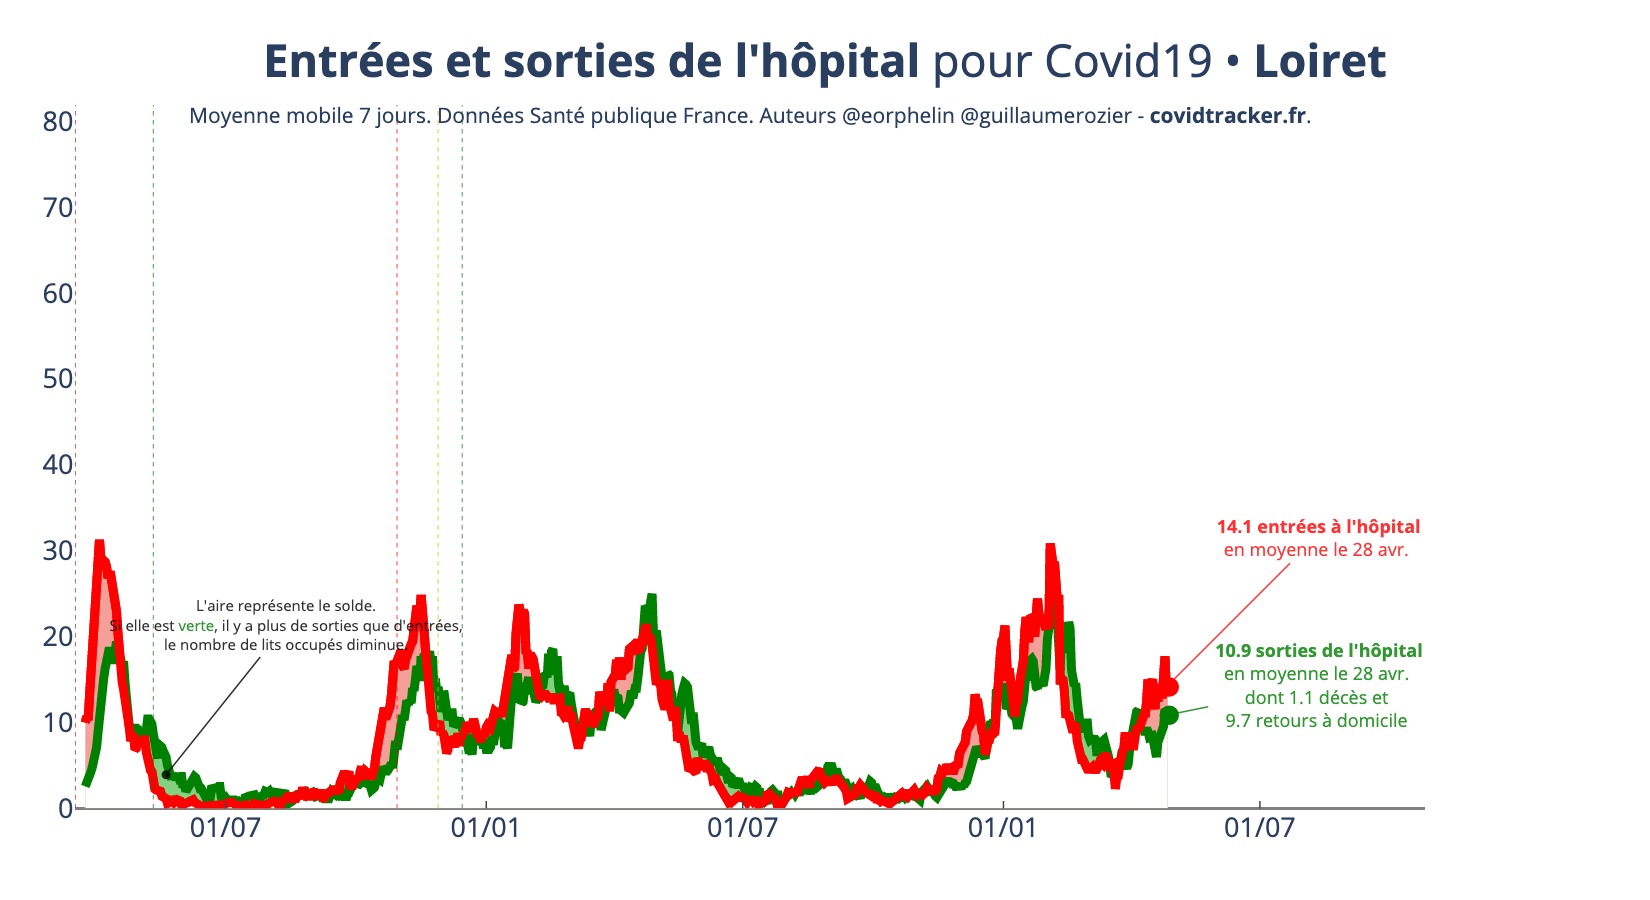 Entrées et sorties de l'hôpital pour Covid19 • Loiret
Moyenne mobile 7 jours. Données Santé publique France. Auteurs @eorphelin @guillaumerozier - covidtracker.fr.
80
70
60
50
40
30
20
10
0
L'aire représente le solde.
Si elle est verte, il y a plus de sorties que d'entrées,
le nombre de lits occupés diminue.
14.1 entrées à l'hôpital
en moyenne le 28 avr.
10.9 sorties de l'hôpital
en moyenne le 28 avr.
dont 1.1 décès et
9.7 retours à domicile
01/07
01/01
01/07
01/01
01/07